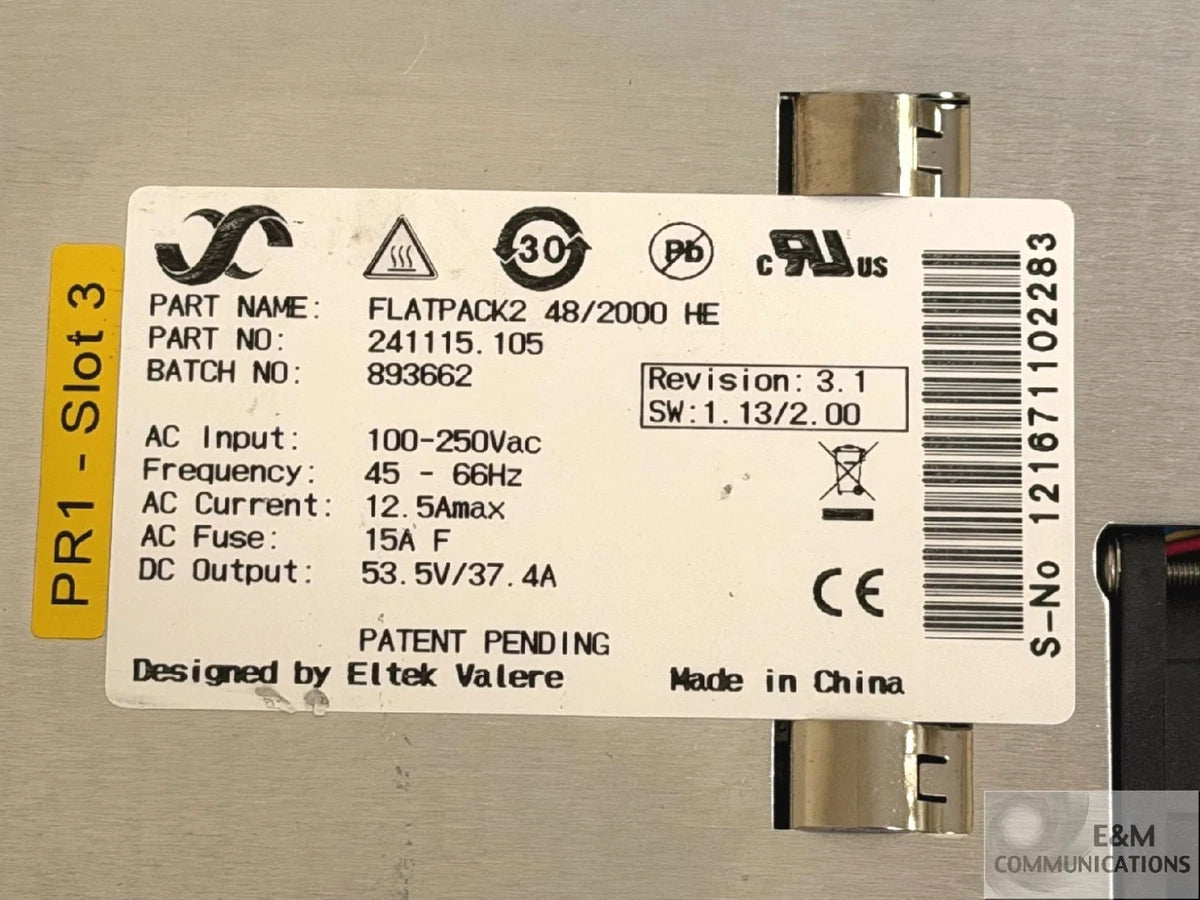 30
Pb
c RU us
PART NAME: FLATPACK2 48/2000 HE
PART NO: 241115.105
BATCH NO: 893662
Revision: 3.1
SW:1.13/2.00
AC Input: 100-250Vac
Frequency: 45 - 66Hz
AC Current: 12.5Amax
AC Fuse: 15A F
DC Output: 53.5V/37.4A
CE
PATENT PENDING
Designed by Eltek Valere
Made in China
S-No 121671102283
PR1 - Slot 3
E&M
COMMUNICATIONS